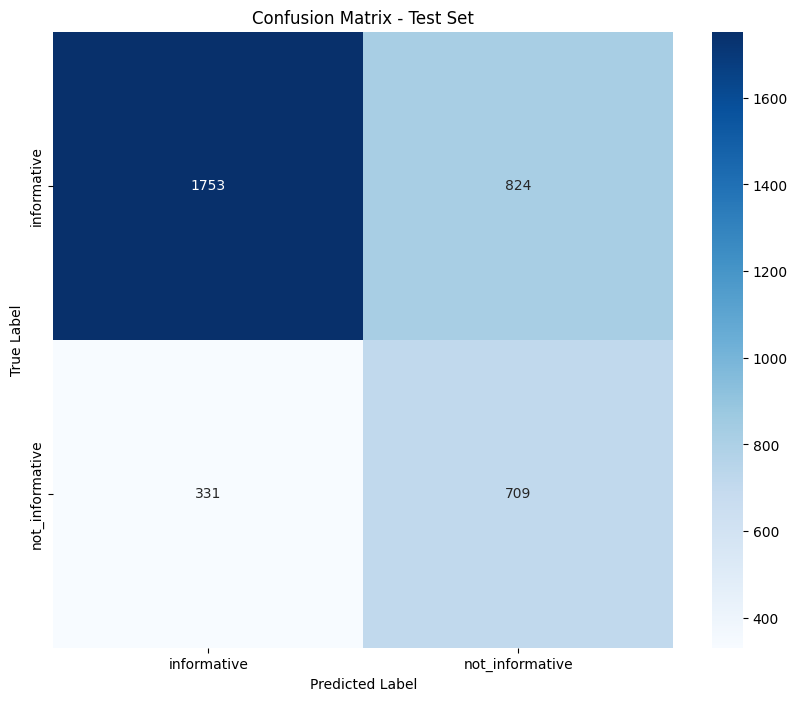 Confusion Matrix - Test Set
True Label
informative
not_informative
1753
824
331
709
informative
not_informative
Predicted Label
1600
1400
1200
1000
800
600
400